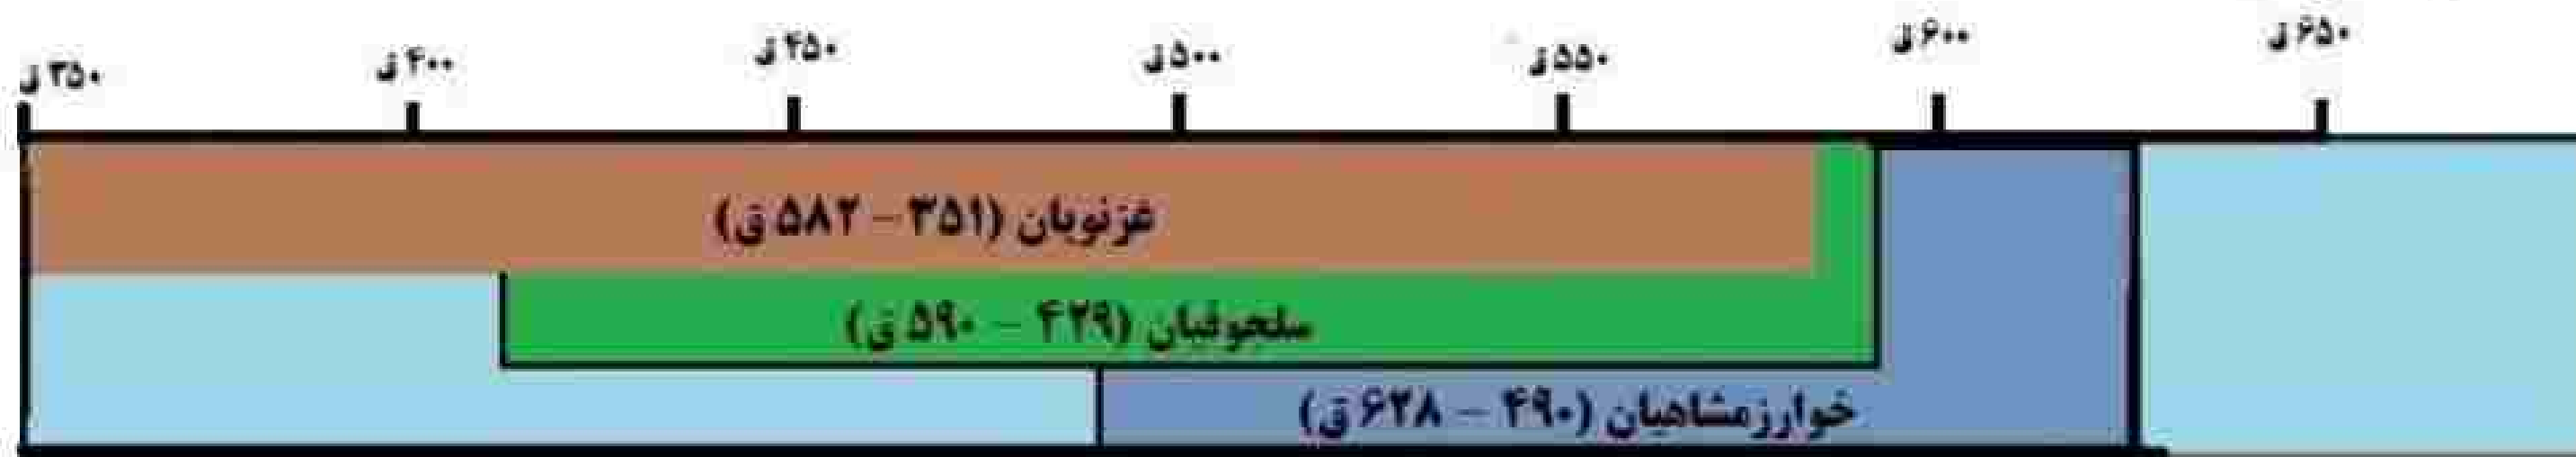 ۳۵۰ ق
۴۰۰ ق
۴۵۰ ق
۵۰۰ ق
۵۵۰ ق
۶۰۰ ق
۶۵۰ ق
غزنویان (۳۵۱ – ۵۸۲ ق)
سلجوقیان (۴۲۹ – ۵۹۰ ق)
خوارزمشاهیان (۴۹۰ – ۶۲۸ ق)